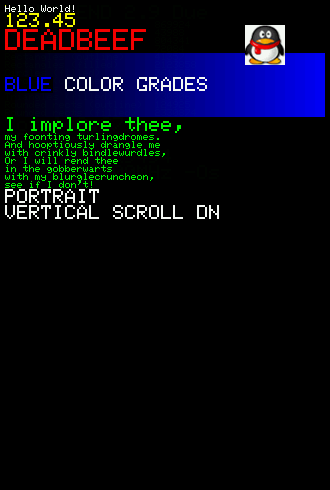 Hello World!
123.45
DEADBEEF
BLUE COLOR GRADES
I implore thee,
my foonting turlingdromes.
And hooptiously drangle me
with crinkly bindlewurdles,
Or I will rend thee
in the gobberwarts
with my blurglecruncheon,
see if I don't!
PORTRAIT
VERTICAL SCROLL DN